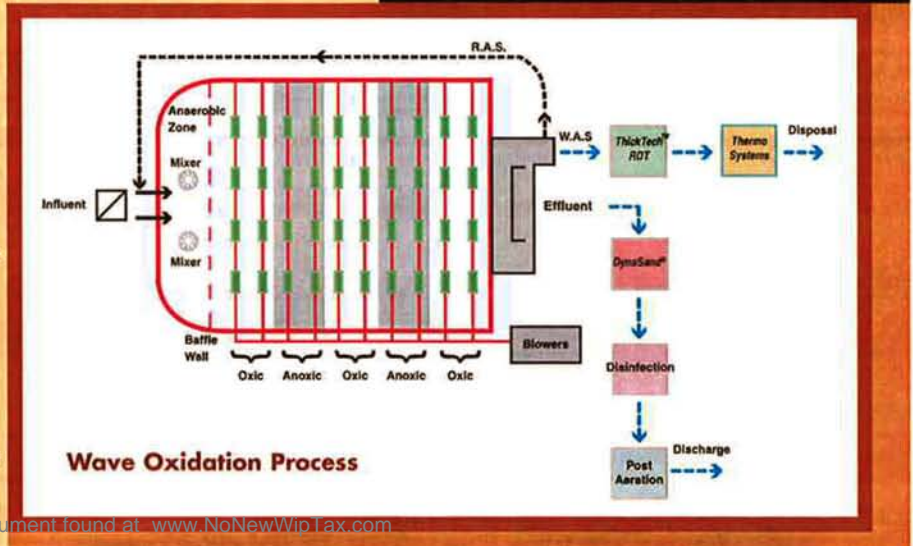 R.A.S.
Anaerobic
Zone
Mixer
W.A.S
ThickTech™
RDT
Thermo
Systems
Disposal
Influent
Effluent
Mixer
DynaSand®
Baffle
Wall
Blowers
Oxic
Anoxic
Oxic
Anoxic
Oxic
Disinfection
Wave Oxidation Process
Post
Aeration
Discharge
ument found at www.NoNewWipTax.com